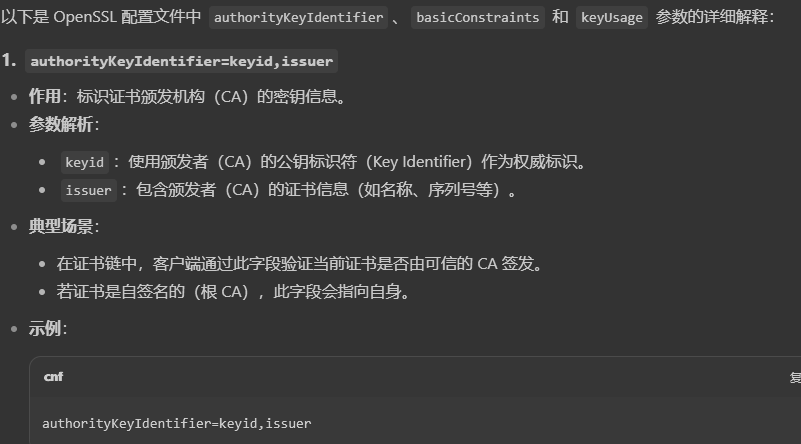 以下是 OpenSSL 配置文件中 authorityKeyIdentifier 、 basicConstraints 和 keyUsage 参数的详细解释：
1. authorityKeyIdentifier=keyid,issuer
• 作用：标识证书颁发机构（CA）的密钥信息。
• 参数解析：
• keyid ：使用颁发者（CA）的公钥标识符（Key Identifier）作为权威标识。
• issuer ：包含颁发者（CA）的证书信息（如名称、序列号等）。
• 典型场景：
• 在证书链中，客户端通过此字段验证当前证书是否由可信的 CA 签发。
• 若证书是自签名的（根 CA），此字段会指向自身。
• 示例：
cnf 复
authorityKeyIdentifier=keyid,issuer